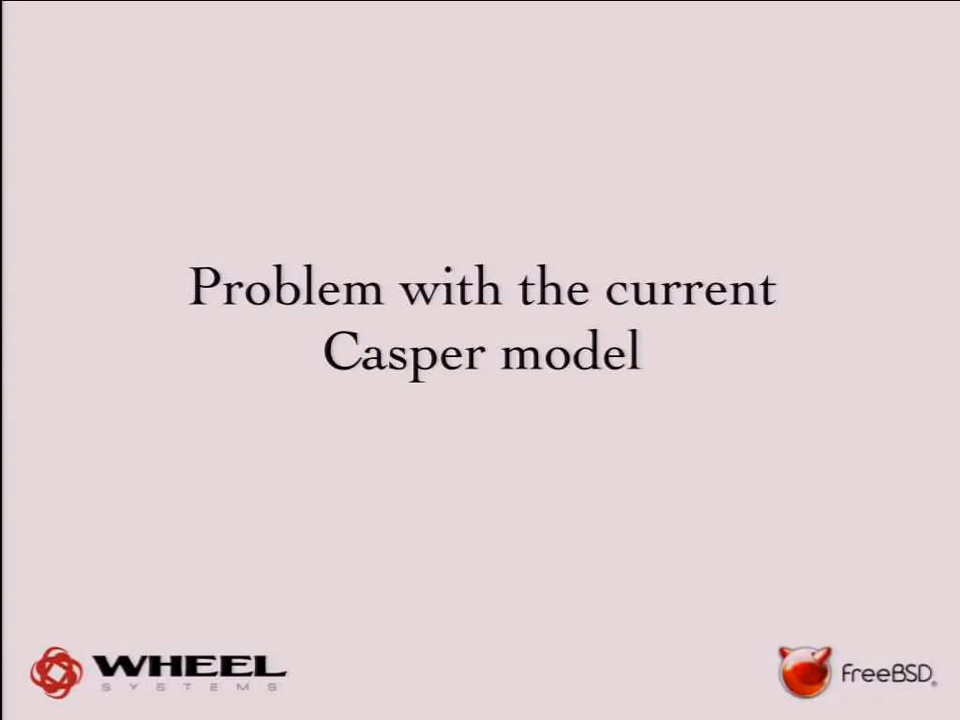 Problem with the current
Casper model
WHEEL
SYSTEMS
FreeBSD®